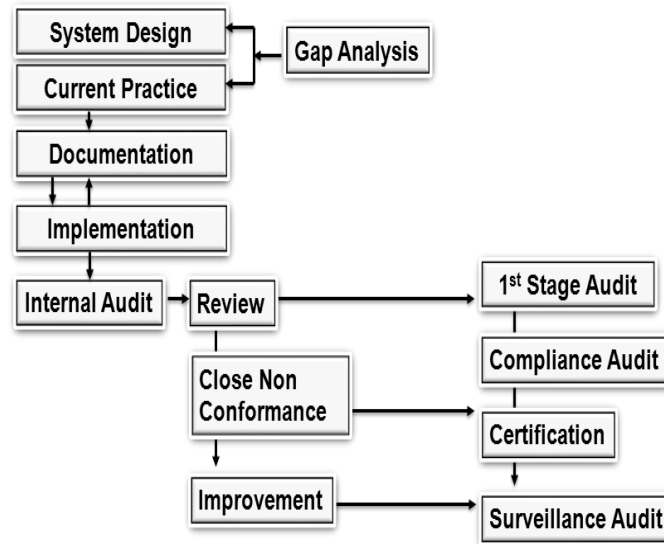 System Design
Gap Analysis
Current Practice
Documentation
Implementation
Internal Audit
Review
1st Stage Audit
Compliance Audit
Close Non
Conformance
Certification
Improvement
Surveillance Audit